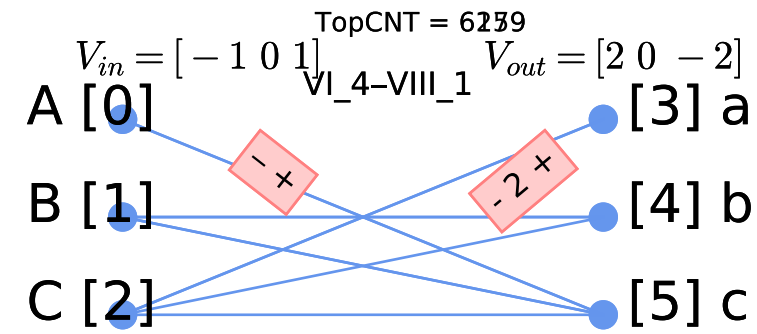 TopCNT =
V_in = [ − 1 0 1] V_out = [2 0 − 2]
VI_4–VIII_1
A [0] [3] a
− +
- 2 +
B [1] [4] b
C [2] [5] c